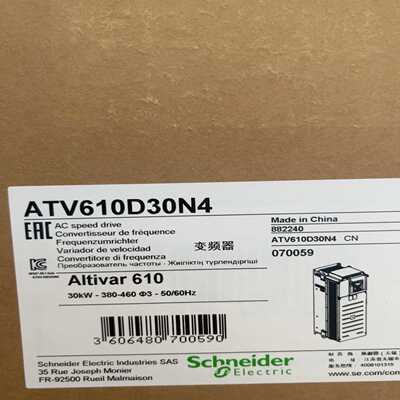 ATV610D30N4
EAC
AC speed drive
Convertisseur de fréquence
Frequenzumrichter
Variador de velocidad
Convertitore di frequenza
变频器
Преобразователь частоты - Жиіліктің түрлендіргіші
Made in China
882240
ATV610D30N4 CN
070059
Altivar 610
30kW - 380-460 Φ3 - 50/60Hz
3 606480 700590
Schneider Electric Industries SAS
35 Rue Joseph Monier
FR-92500 Rueil Malmaison
Schneider
Electric
www.se.com